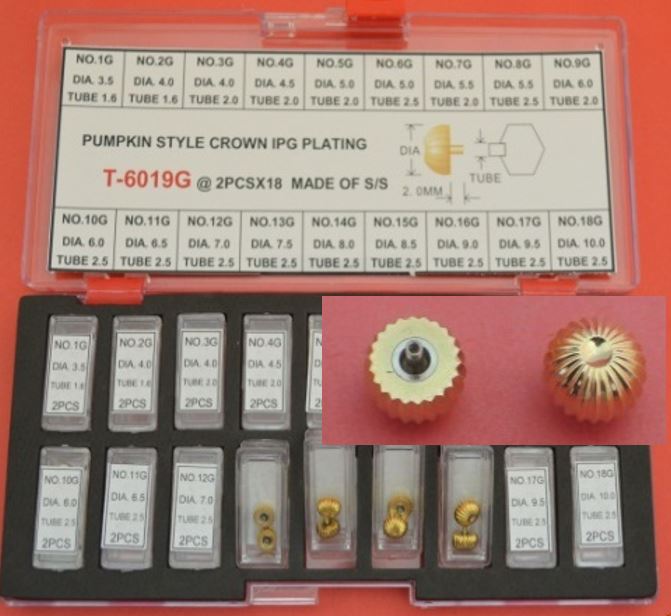 NO.1G NO.2G NO.3G NO.4G NO.5G NO.6G NO.7G NO.8G NO.9G
DIA. 3.5 DIA. 4.0 DIA. 4.0 DIA. 4.5 DIA. 5.0 DIA. 5.0 DIA. 5.5 DIA. 5.5 DIA. 6.0
TUBE 1.6 TUBE 1.6 TUBE 2.0 TUBE 2.0 TUBE 2.0 TUBE 2.5 TUBE 2.0 TUBE 2.5 TUBE 2.0
PUMPKIN STYLE CROWN IPG PLATING
T-6019G @ 2PCSX18 MADE OF S/S
DIA
TUBE
2. 0MM
NO.10G NO.11G NO.12G NO.13G NO.14G NO.15G NO.16G NO.17G NO.18G
DIA. 6.0 DIA. 6.5 DIA. 7.0 DIA. 7.5 DIA. 8.0 DIA. 8.5 DIA. 9.0 DIA. 9.5 DIA. 10.0
TUBE 2.5 TUBE 2.5 TUBE 2.5 TUBE 2.5 TUBE 2.5 TUBE 2.5 TUBE 2.5 TUBE 2.5 TUBE 2.5
NO.1G NO.2G NO.3G NO.4G
DIA. 3.5 DIA. 4.0 DIA. 4.0 DIA. 4.5
TUBE 1.6 TUBE 1.6 TUBE 2.0 TUBE 2.0
2PCS 2PCS 2PCS 2PCS
NO.10G NO.11G NO.12G NO.17G NO.18G
DIA. 6.0 DIA. 6.5 DIA. 7.0 DIA. 9.5 DIA. 10.0
TUBE 2.5 TUBE 2.5 TUBE 2.5 TUBE 2.5 TUBE 2.5
2PCS 2PCS 2PCS 2PCS 2PCS